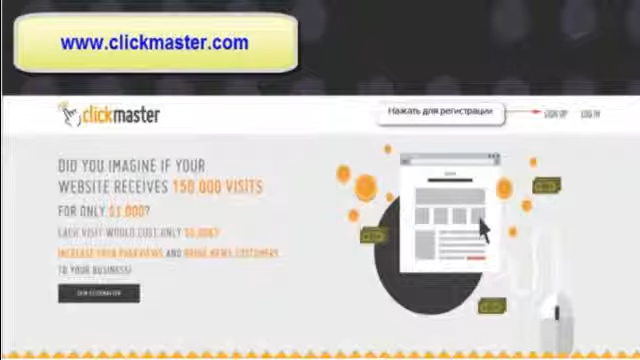 www.clickmaster.com
clickmaster
Нажать для регистрации
SIGN UP
LOG IN
DID YOU IMAGINE IF YOUR
WEBSITE RECEIVES 150.000 VISITS
FOR ONLY $1.000?
EACH VISIT WOULD COST ONLY
INCREASE YOUR PAGEVIEWS AND BRING NEWS CUSTOMERS
TO YOUR BUSINESS!